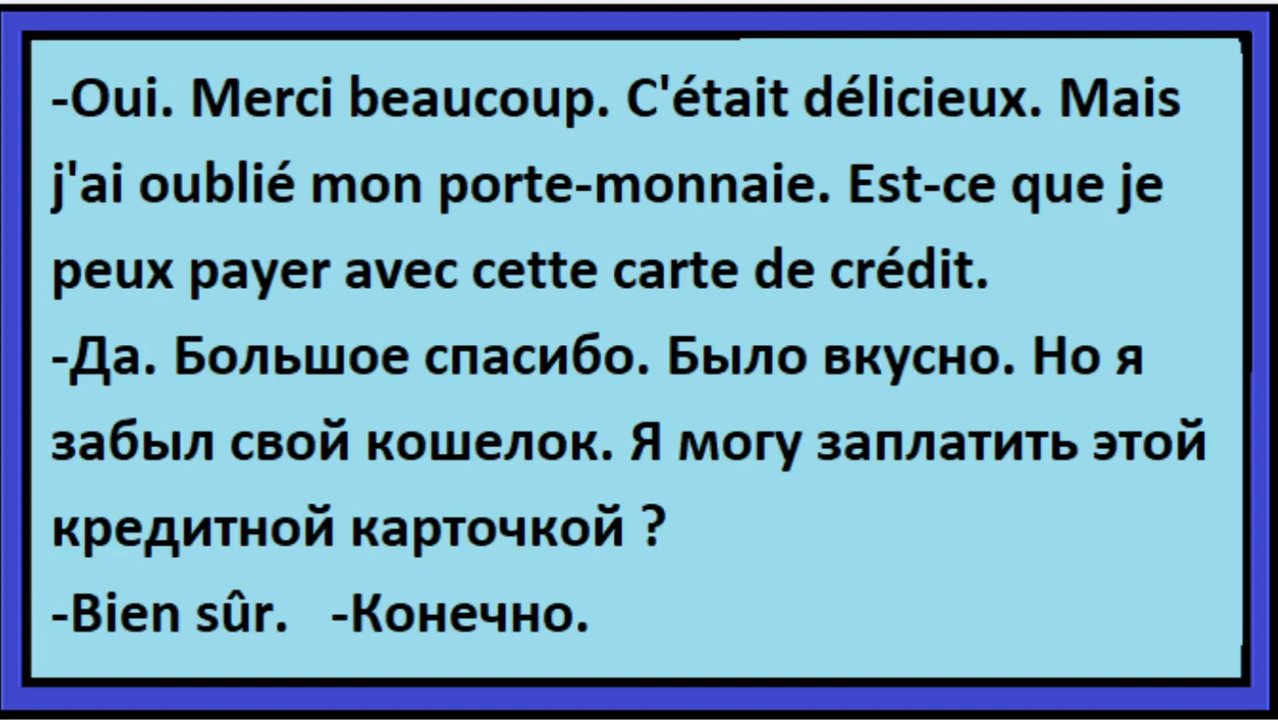 -Oui. Merci beaucoup. C'était délicieux. Mais
j'ai oublié mon porte-monnaie. Est-ce que je
peux payer avec cette carte de crédit.
-Да. Большое спасибо. Было вкусно. Но я
забыл свой кошелок. Я могу заплатить этой
кредитной карточкой ?
-Bien sûr.   -Конечно.